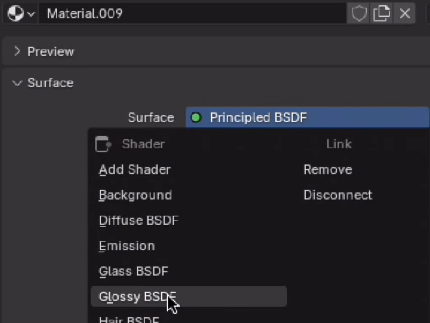 Material.009
Preview
Surface
Surface Principled BSDF
Shader Link
Add Shader Remove
Background Disconnect
Diffuse BSDF
Emission
Glass BSDF
Glossy BSDF
Hair BSDF